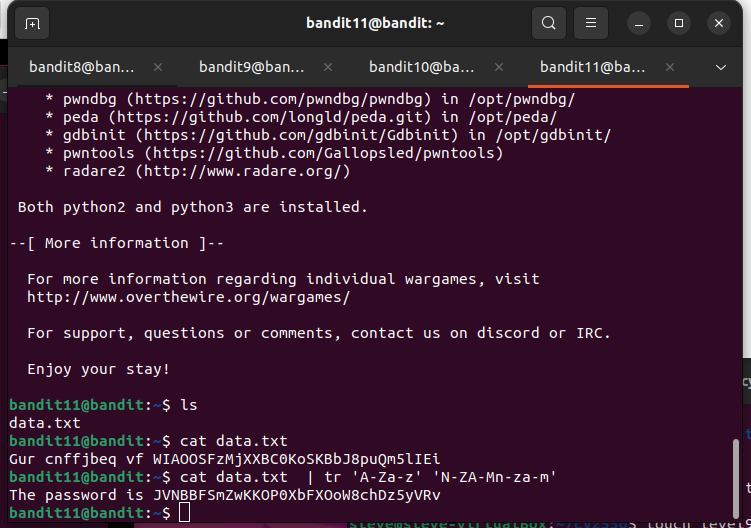 bandit11@bandit: ~
bandit8@ban... × bandit9@ban... × bandit10@ba... × bandit11@ba... ×
* pwndbg (https://github.com/pwndbg/pwndbg) in /opt/pwndbg/
* peda (https://github.com/longld/peda.git) in /opt/peda/
* gdbinit (https://github.com/gdbinit/Gdbinit) in /opt/gdbinit/
* pwntools (https://github.com/Gallopsled/pwntools)
* radare2 (http://www.radare.org/)
Both python2 and python3 are installed.
--[ More information ]--
For more information regarding individual wargames, visit
http://www.overthewire.org/wargames/
For support, questions or comments, contact us on discord or IRC.
Enjoy your stay!
bandit11@bandit:~$ ls
data.txt
bandit11@bandit:~$ cat data.txt
Gur cnffjbeq vf WIAOOSFzMjXXBC0KoSKBbJ8puQm5lIEi
bandit11@bandit:~$ cat data.txt  | tr 'A-Za-z' 'N-ZA-Mn-za-m'
The password is JVNBBFSmZwKKOP0XbFXOoW8chDz5yVRv
bandit11@bandit:~$